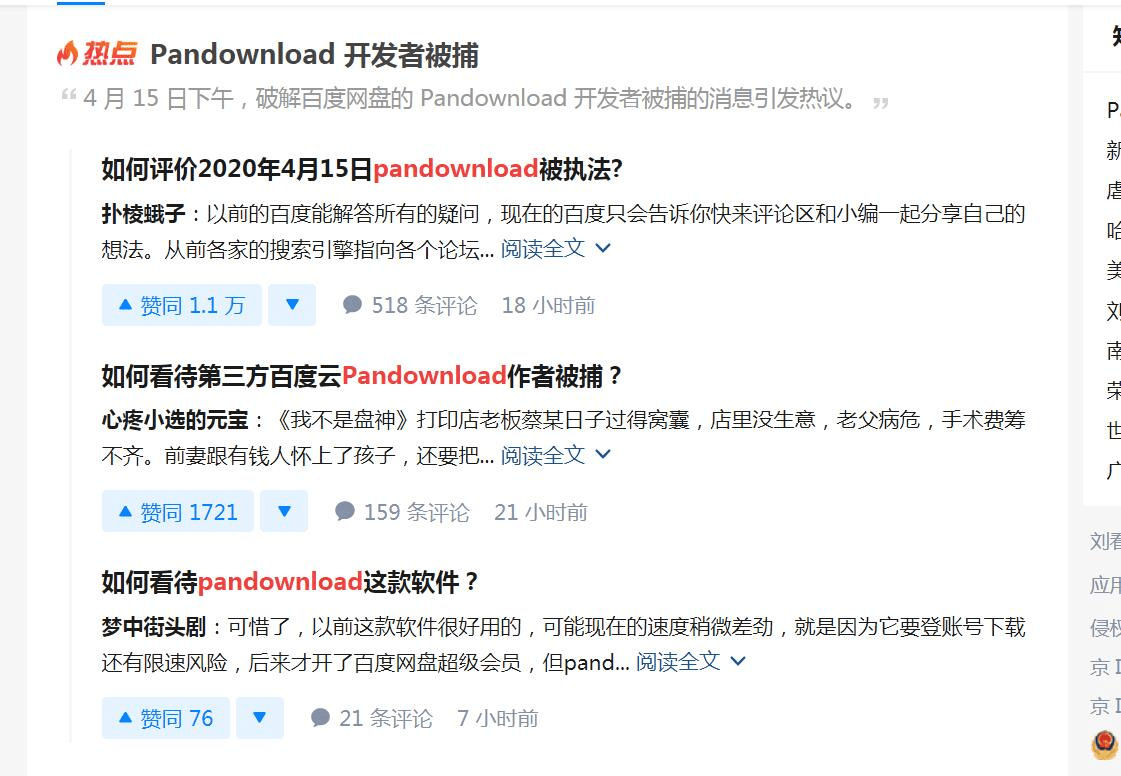 热点 Pandownload 开发者被捕
“ 4 月 15 日下午，破解百度网盘的 Pandownload 开发者被捕的消息引发热议。 ”
如何评价2020年4月15日pandownload被执法?
扑棱蛾子：以前的百度能解答所有的疑问，现在的百度只会告诉你快来评论区和小编一起分享自己的
想法。从前各家的搜索引擎指向各个论坛... 阅读全文
赞同 1.1 万
518 条评论
18 小时前
如何看待第三方百度云Pandownload作者被捕？
心疼小选的元宝：《我不是盘神》打印店老板蔡某日子过得窝囊，店里没生意，老父病危，手术费筹
不齐。前妻跟有钱人怀上了孩子，还要把... 阅读全文
赞同 1721
159 条评论
21 小时前
如何看待pandownload这款软件？
梦中街头剧：可惜了，以前这款软件很好用的，可能现在的速度稍微差劲，就是因为它要登账号下载
还有限速风险，后来才开了百度网盘超级会员，但pand... 阅读全文
赞同 76
21 条评论
7 小时前
新
虐
哈
美
刘
南
荣
世
广
刘看
应用
侵权
京 I
京 I